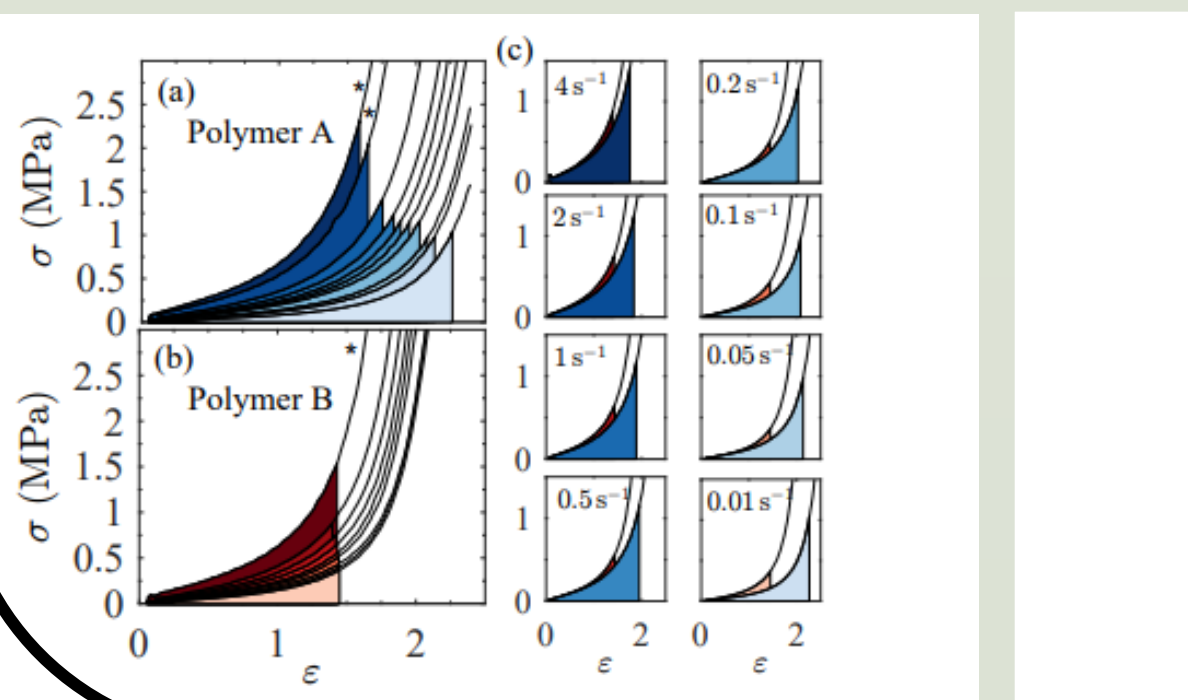 (a)
Polymer A
*
*
σ (MPa)
2.5
2
1.5
1
0.5
0
(b)
Polymer B
*
σ (MPa)
2.5
2
1.5
1
0.5
0
0
1
2
ε
(c)
4 s⁻¹
1
0
0.2 s⁻¹
2 s⁻¹
1
0
0.1 s⁻¹
1 s⁻¹
1
0
0.05 s⁻¹
0.5 s⁻¹
1
0
0.01 s⁻¹
0
2
ε
0
2
ε